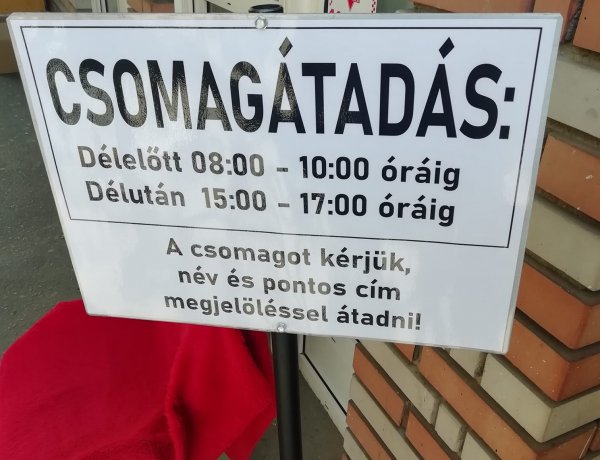 CSOMAGÁTADÁS:
Délelőtt 08:00 - 10:00 óráig
Délután 15:00 - 17:00 óráig
A csomagot kérjük,
név és pontos cím
megjelöléssel átadni!